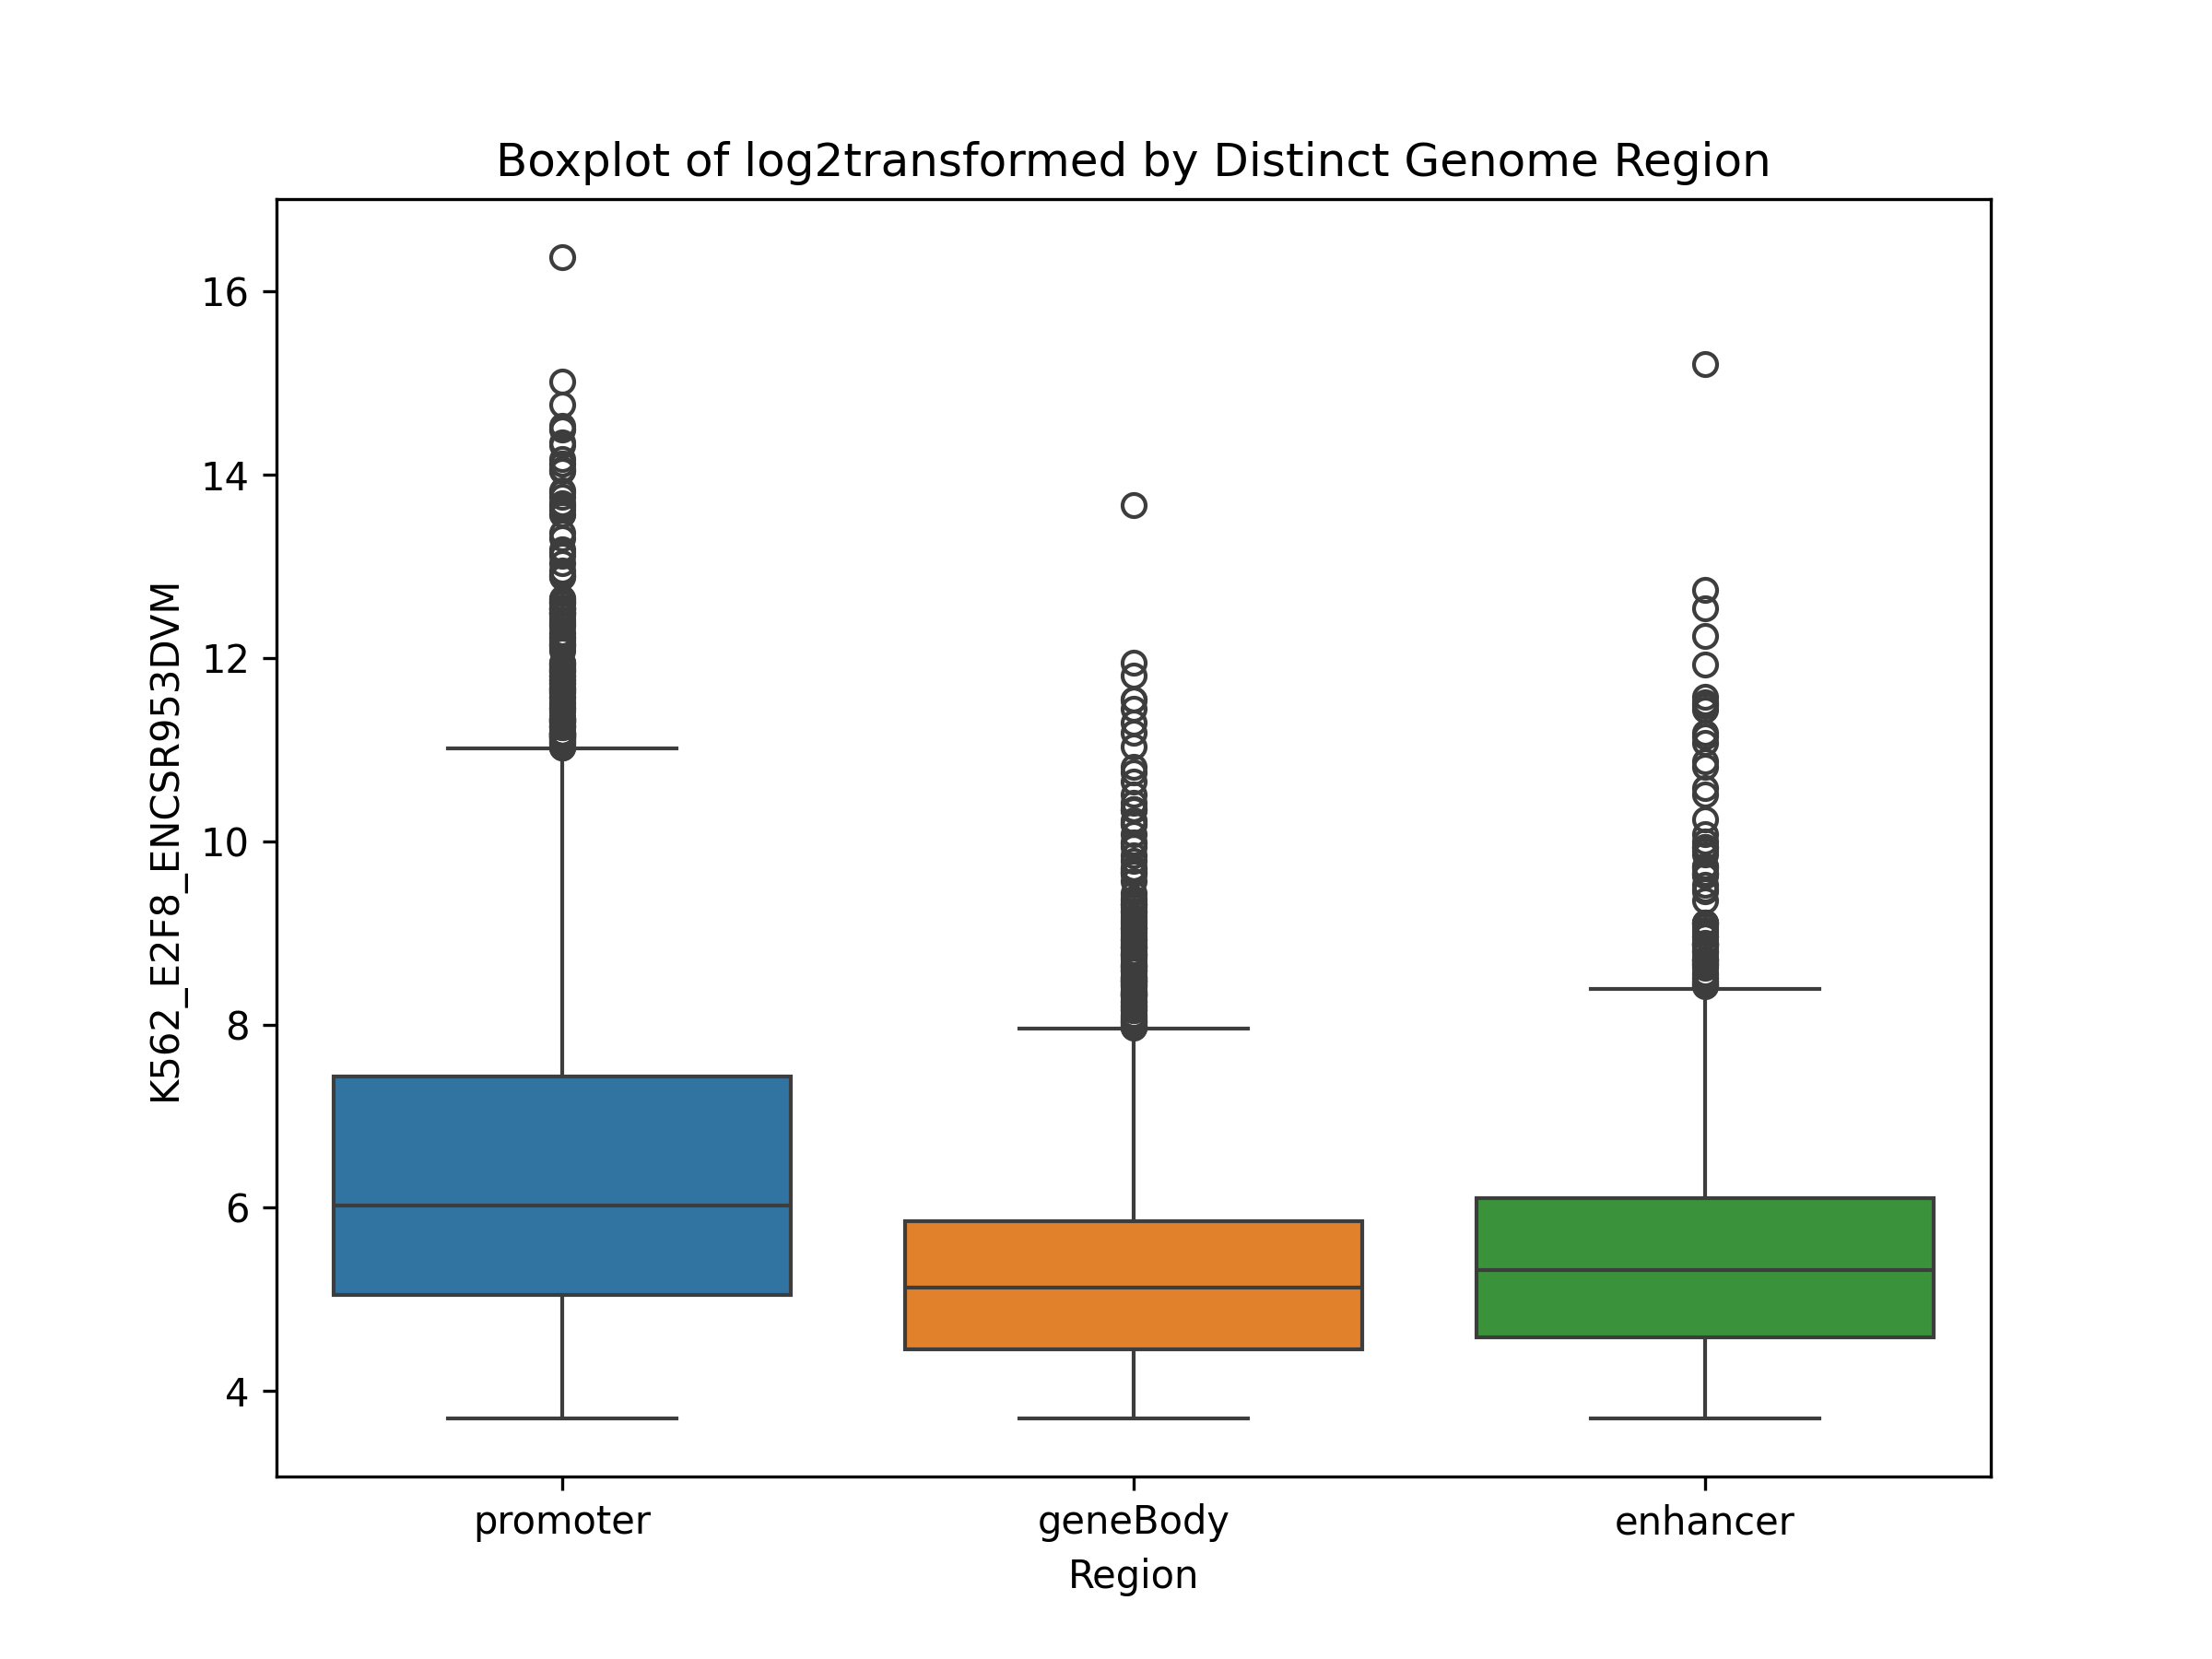 Boxplot of log2transformed by Distinct Genome Region
K562_E2F8_ENCSR953DVM
16
14
12
10
8
6
4
promoter
geneBody
enhancer
Region